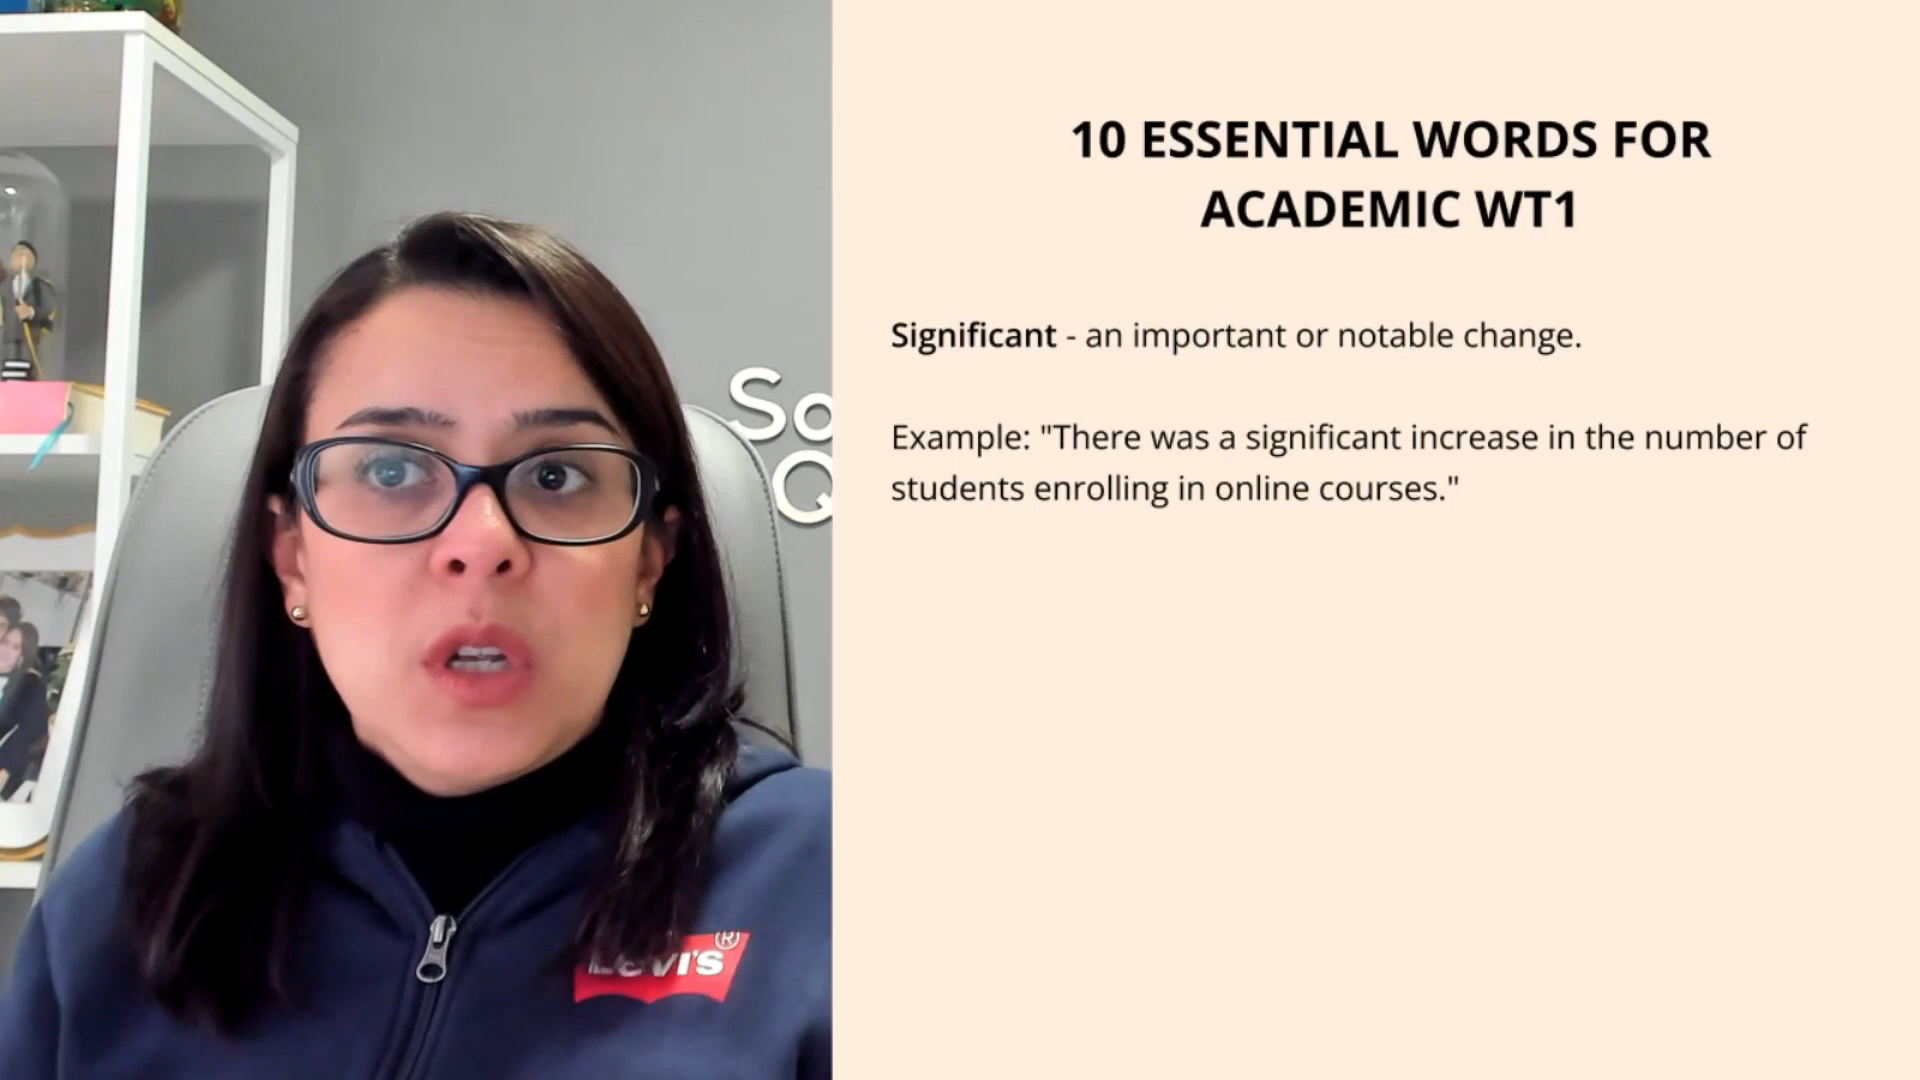 10 ESSENTIAL WORDS FOR
ACADEMIC WT1
Significant - an important or notable change.
Example: "There was a significant increase in the number of
students enrolling in online courses."
So
Q
Levi's
®